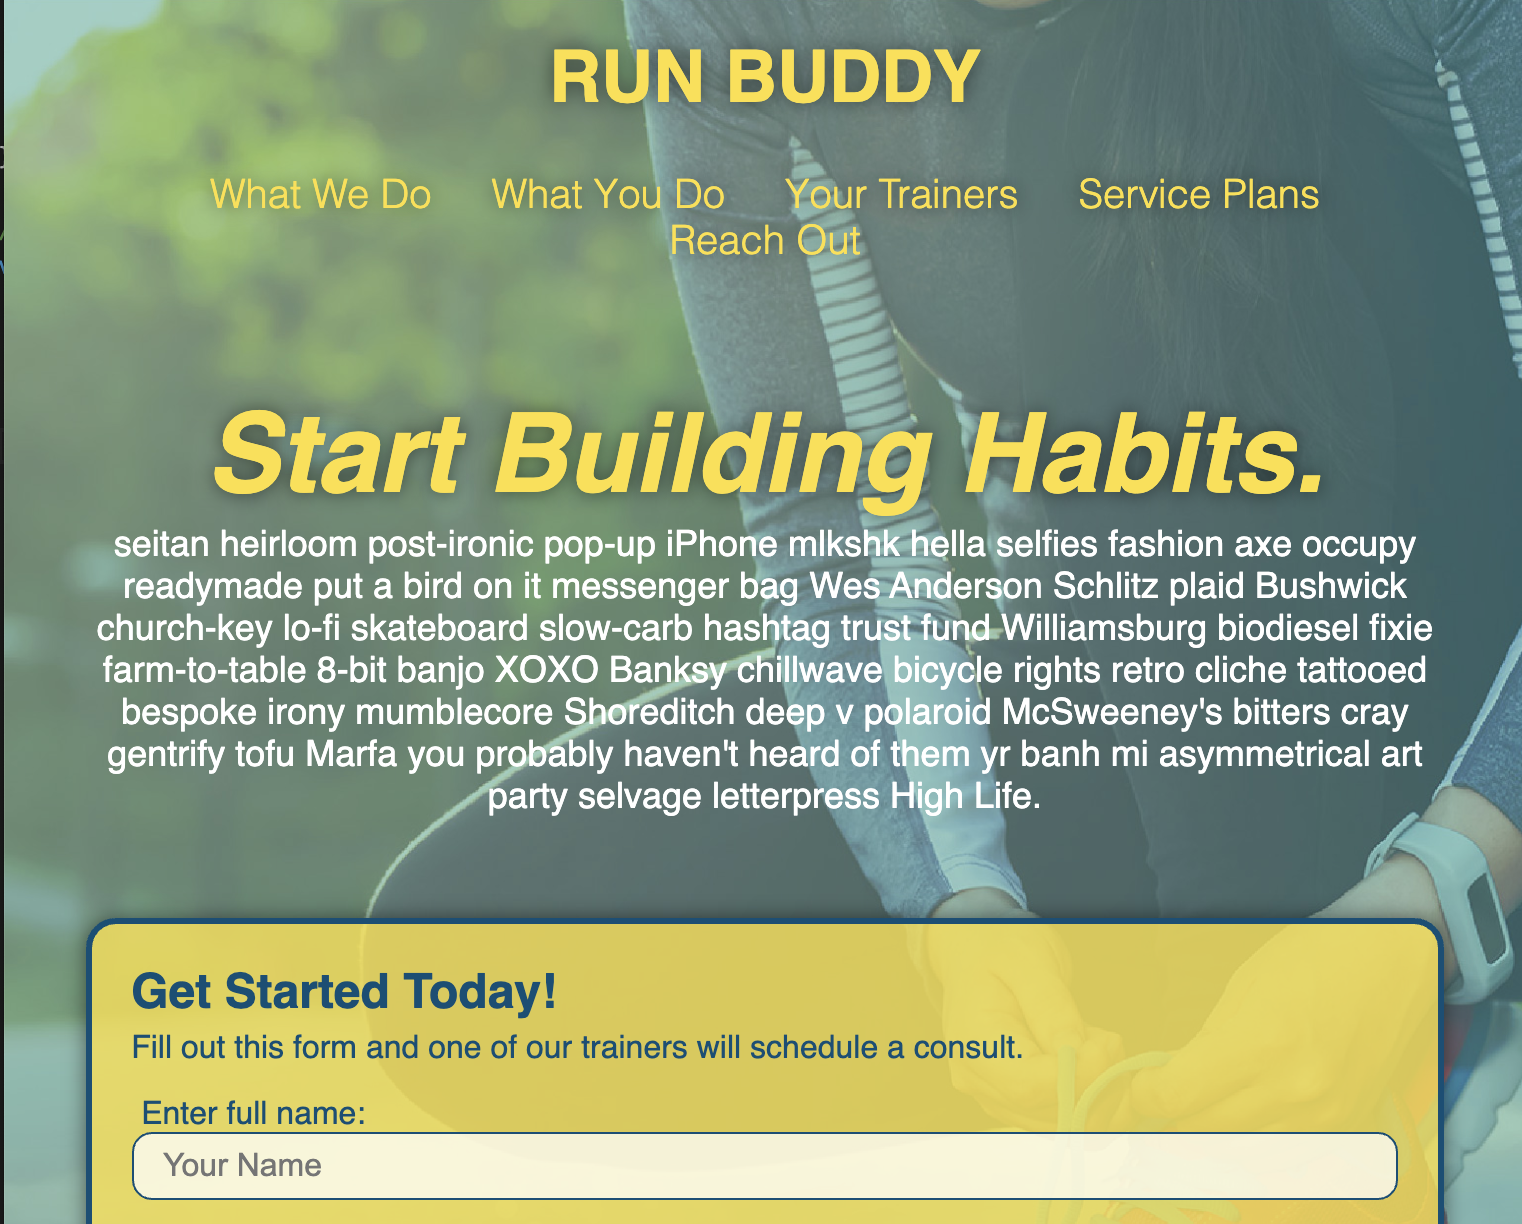 RUN BUDDY
What We Do What You Do Your Trainers Service Plans
Reach Out
Start Building Habits.
seitan heirloom post-ironic pop-up iPhone mlkshk hella selfies fashion axe occupy
readymade put a bird on it messenger bag Wes Anderson Schlitz plaid Bushwick
church-key lo-fi skateboard slow-carb hashtag trust fund Williamsburg biodiesel fixie
farm-to-table 8-bit banjo XOXO Banksy chillwave bicycle rights retro cliche tattooed
bespoke irony mumblecore Shoreditch deep v polaroid McSweeney's bitters cray
gentrify tofu Marfa you probably haven't heard of them yr banh mi asymmetrical art
party selvage letterpress High Life.
Get Started Today!
Fill out this form and one of our trainers will schedule a consult.
Enter full name:
Your Name